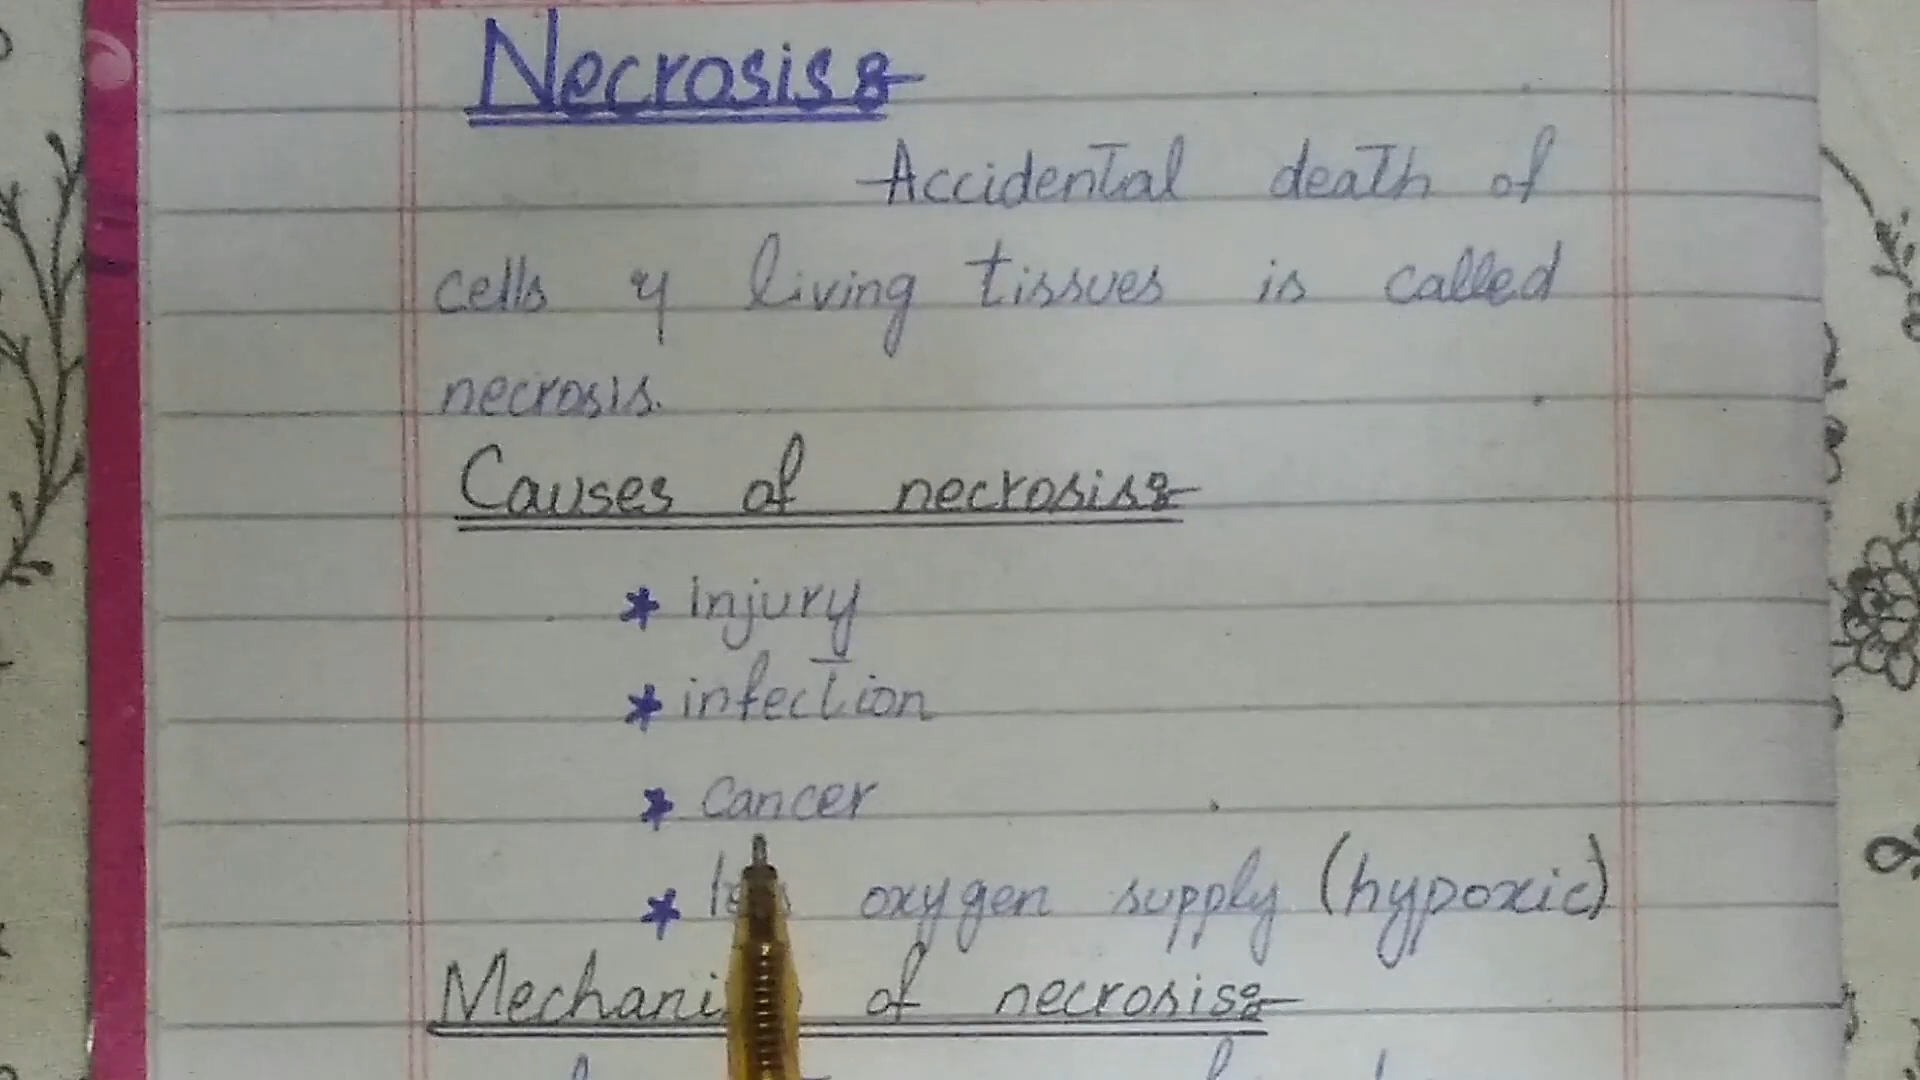 Necrosis:-
Accidental death of
cells & living tissues is called
necrosis.
Causes of necrosis:-
* injury
* infection
* cancer
* oxygen supply (hypoxic)
of necrosis:-